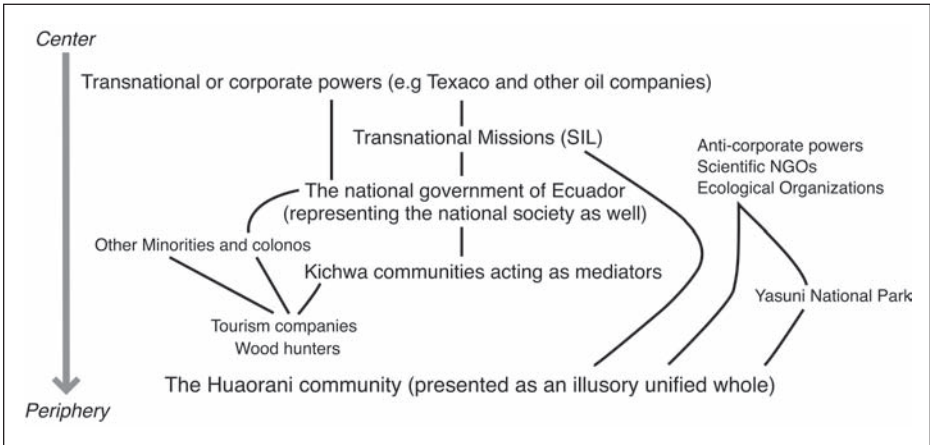 Center
Transnational or corporate powers (e.g Texaco and other oil companies)
Transnational Missions (SIL)
Anti-corporate powers
Scientific NGOs
Ecological Organizations
The national government of Ecuador
(representing the national society as well)
Other Minorities and colonos
Kichwa communities acting as mediators
Yasuni National Park
Tourism companies
Wood hunters
The Huaorani community (presented as an illusory unified whole)
Periphery